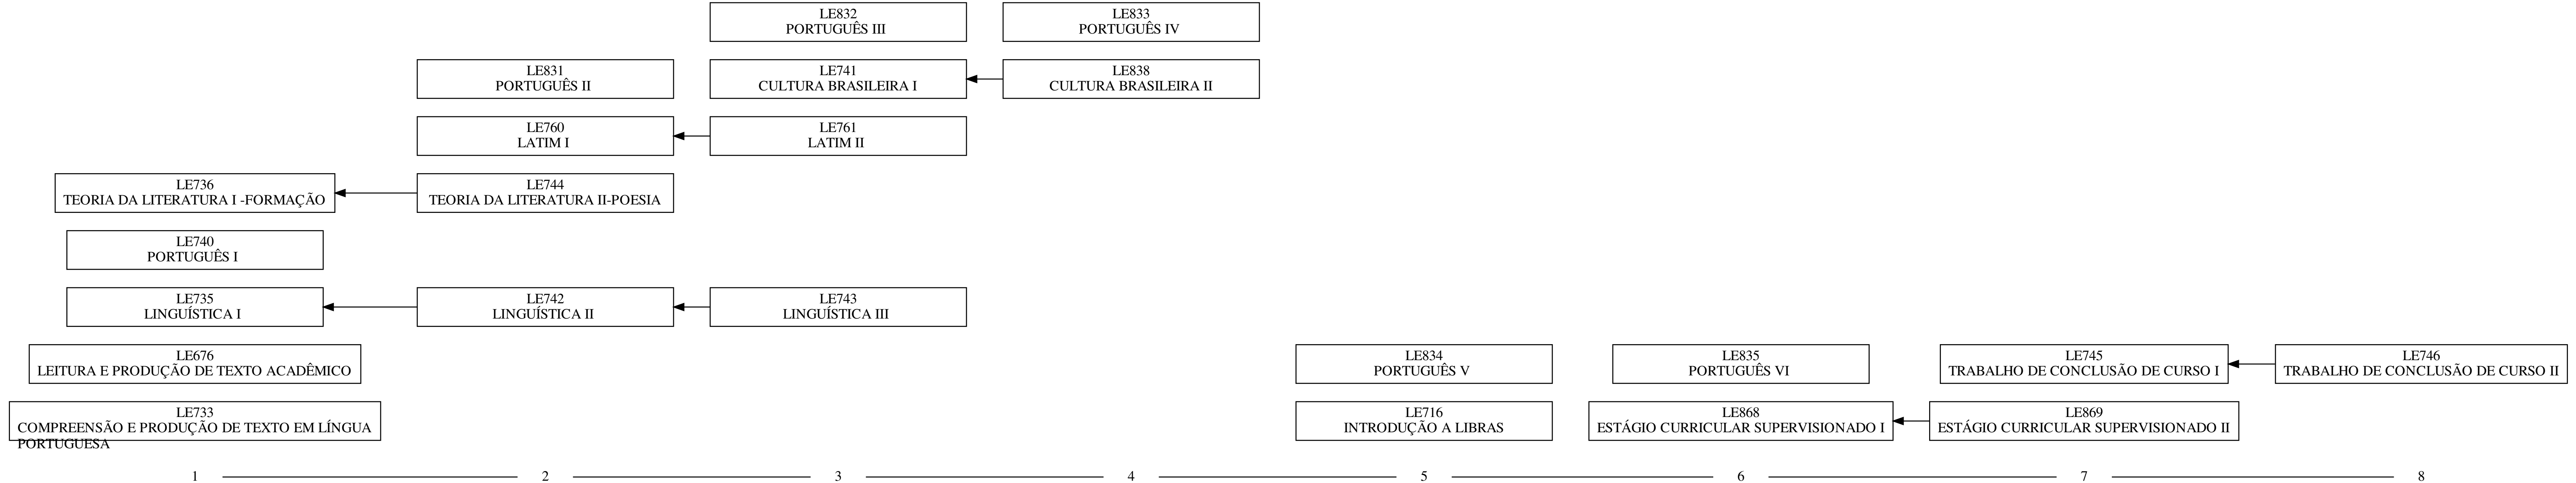 LE832
PORTUGUÊS III
LE833
PORTUGUÊS IV
LE831
PORTUGUÊS II
LE741
CULTURA BRASILEIRA I
LE838
CULTURA BRASILEIRA II
LE760
LATIM I
LE761
LATIM II
LE736
TEORIA DA LITERATURA I -FORMAÇÃO
LE744
TEORIA DA LITERATURA II-POESIA
LE740
PORTUGUÊS I
LE735
LINGUÍSTICA I
LE742
LINGUÍSTICA II
LE743
LINGUÍSTICA III
LE676
LEITURA E PRODUÇÃO DE TEXTO ACADÊMICO
LE834
PORTUGUÊS V
LE835
PORTUGUÊS VI
LE745
TRABALHO DE CONCLUSÃO DE CURSO I
LE746
TRABALHO DE CONCLUSÃO DE CURSO II
LE733
COMPREENSÃO E PRODUÇÃO DE TEXTO EM LÍNGUA
PORTUGUESA
LE716
INTRODUÇÃO A LIBRAS
LE868
ESTÁGIO CURRICULAR SUPERVISIONADO I
LE869
ESTÁGIO CURRICULAR SUPERVISIONADO II
1 2 3 4 5 6 7 8